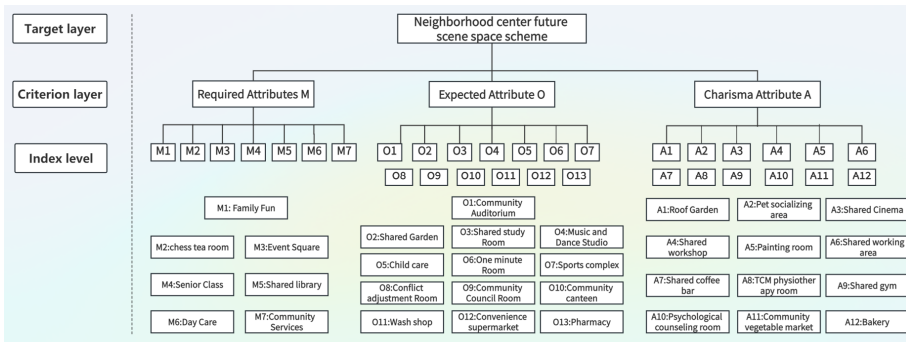 Target layer
Neighborhood center future
scene space scheme
Criterion layer
Required Attributes M
Expected Attribute O
Charisma Attribute A
Index level
M1 M2 M3 M4 M5 M6 M7
O1 O2 O3 O4 O5 O6 O7
A1 A2 A3 A4 A5 A6
O8 O9 O10 O11 O12 O13
A7 A8 A9 A10 A11 A12
M1: Family Fun
M2:chess tea room
M3:Event Square
M4:Senior Class
M5:Shared library
M6:Day Care
M7:Community
Services
O1:Community
Auditorium
O2:Shared Garden
O3:Shared study
Room
O4:Music and
Dance Studio
O5:Child care
O6:One minute
Room
O7:Sports complex
O8:Conflict
adjustment Room
O9:Community
Council Room
O10:Community
canteen
O11:Wash shop
O12:Convenience
supermarket
O13:Pharmacy
A1:Roof Garden
A2:Pet socializing
area
A3:Shared Cinema
A4:Shared
workshop
A5:Painting room
A6:Shared working
area
A7:Shared coffee
bar
A8:TCM physiother
apy room
A9:Shared gym
A10:Psychological
counseling room
A11:Community
vegetable market
A12:Bakery